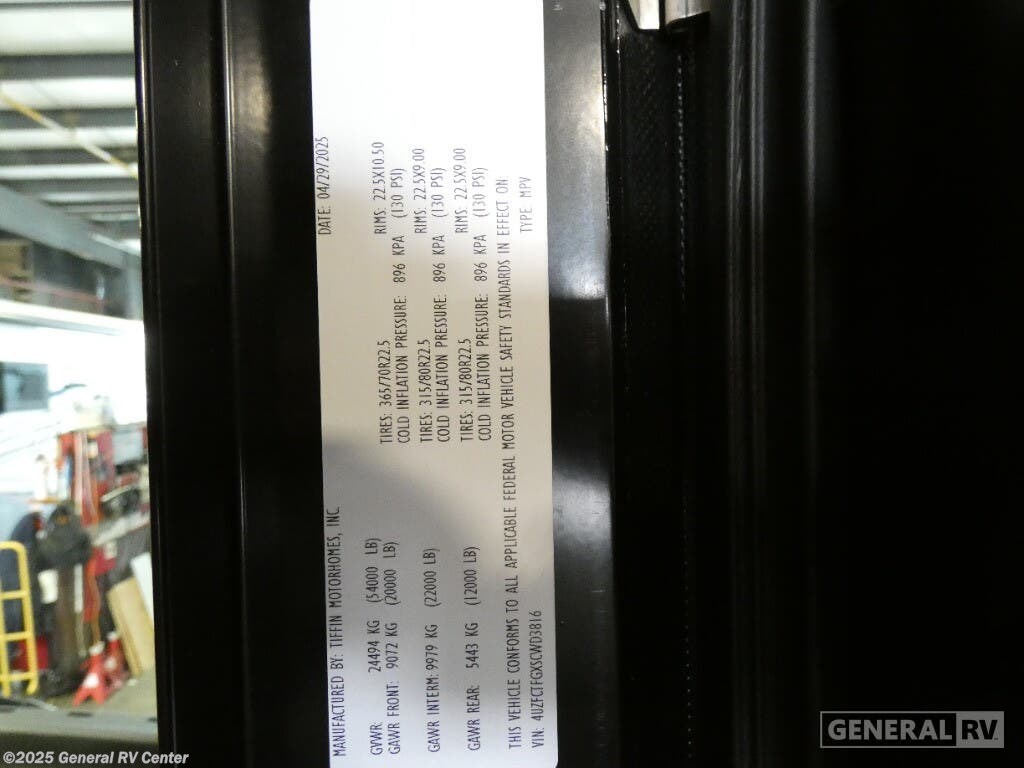 MANUFACTURED BY: TIFFIN MOTORHOMES, INC. DATE: 04/29/2025
GVWR: 24494 KG (54000 LB)
GAWR FRONT: 9072 KG (20000 LB) TIRES: 365/70R22.5 RIMS: 22.5X10.50
COLD INFLATION PRESSURE: 896 KPA (130 PSI)
GAWR INTERM: 9979 KG (22000 LB) TIRES: 315/80R22.5 RIMS: 22.5X9.00
COLD INFLATION PRESSURE: 896 KPA (130 PSI)
GAWR REAR: 5443 KG (12000 LB) TIRES: 315/80R22.5 RIMS: 22.5X9.00
COLD INFLATION PRESSURE: 896 KPA (130 PSI)
THIS VEHICLE CONFORMS TO ALL APPLICABLE FEDERAL MOTOR VEHICLE SAFETY STANDARDS IN EFFECT ON
VIN: 4UZFCTFGXSCWD3816 TYPE: MPV
GENERAL RV
©2025 General RV Center